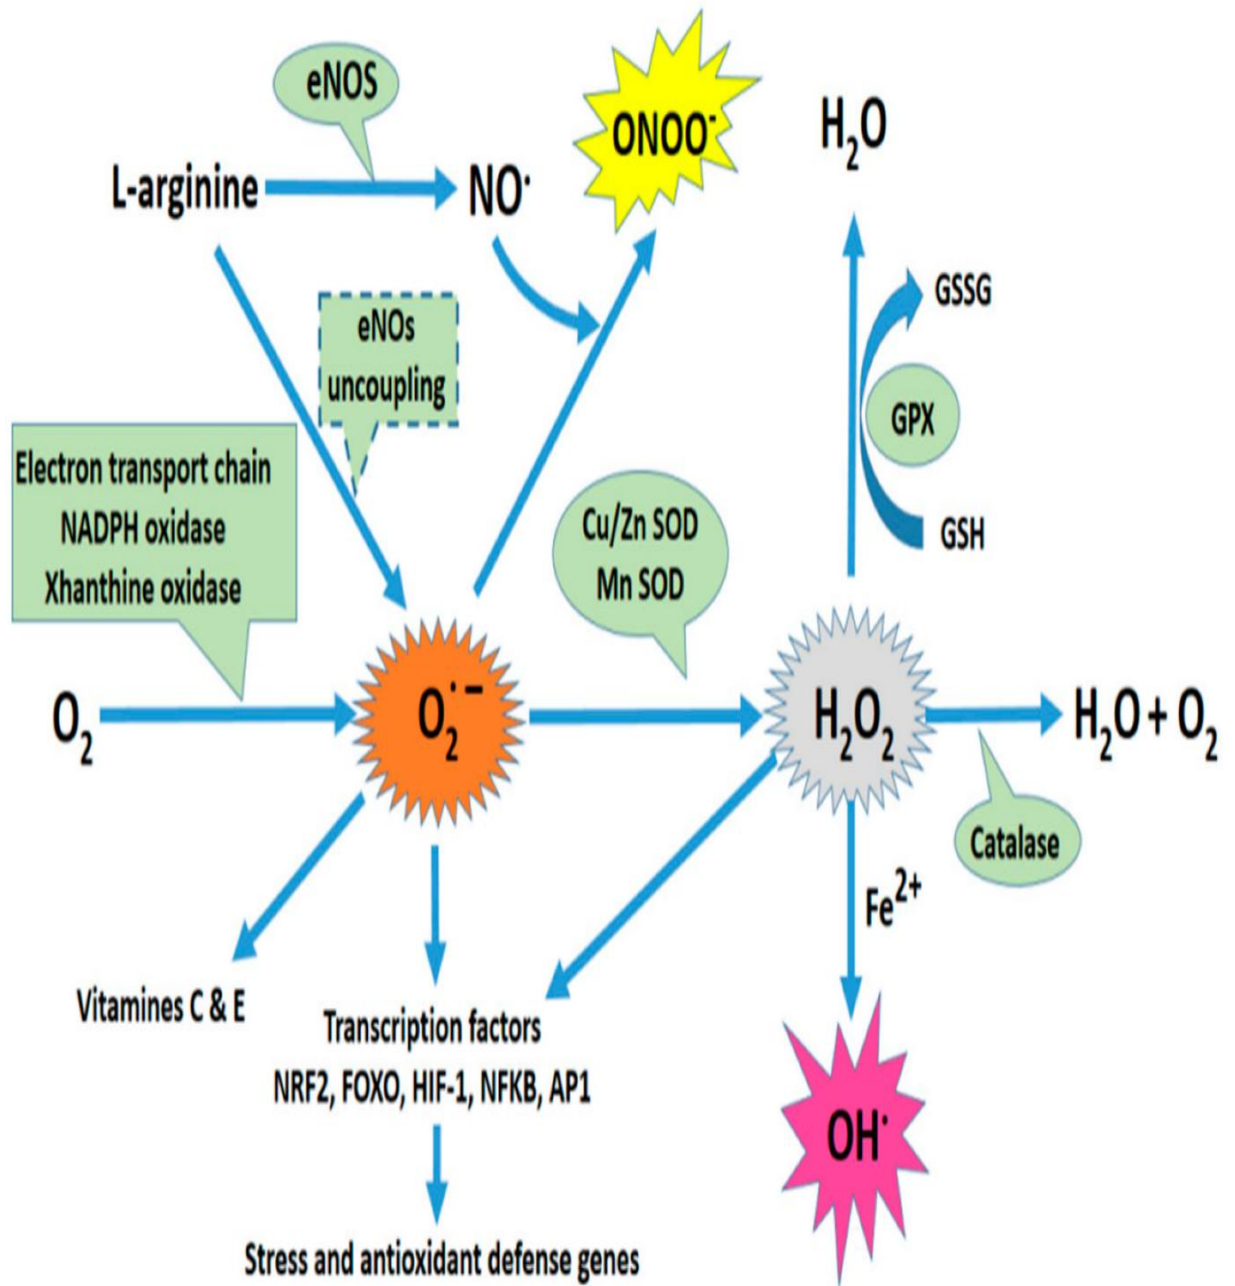 eNOS
ONOO⁻
H₂O
L-arginine
NO˙
GSSG
eNOs
uncoupling
GPX
Electron transport chain
NADPH oxidase
Xhanthine oxidase
Cu/Zn SOD
Mn SOD
GSH
O₂
O₂˙⁻
H₂O₂
H₂O + O₂
Catalase
Fe²⁺
Vitamines C & E
Transcription factors
NRF2, FOXO, HIF-1, NFKB, AP1
OH˙
Stress and antioxidant defense genes